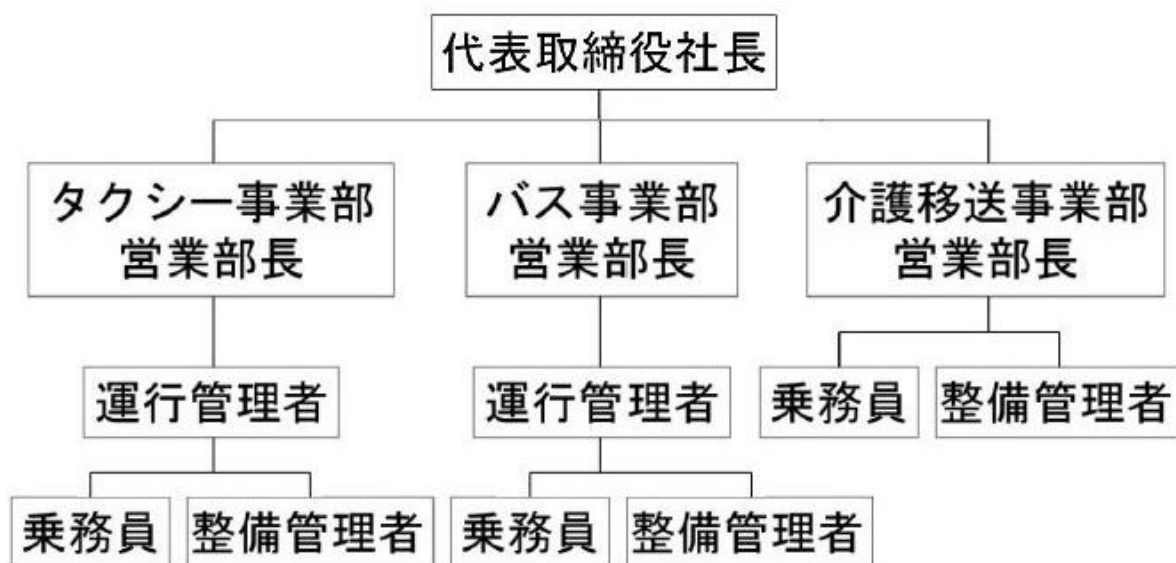 代表取締役社長
タクシー事業部
営業部長
バス事業部
営業部長
介護移送事業部
営業部長
運行管理者
運行管理者
乗務員
整備管理者
乗務員
整備管理者
乗務員
整備管理者